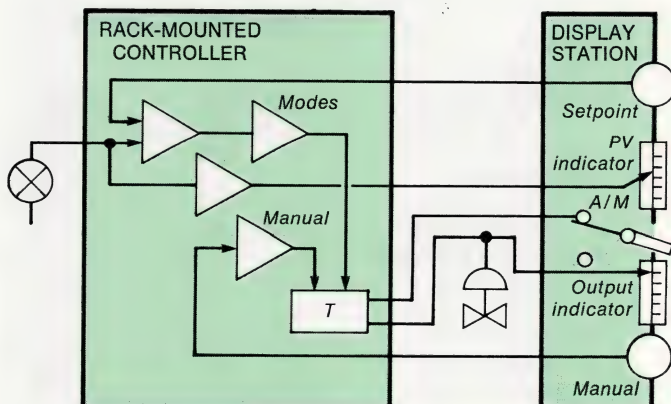 RACK-MOUNTED
CONTROLLER
DISPLAY
STATION
Modes
Setpoint
PV
indicator
A/M
Manual
T
Output
indicator
Manual